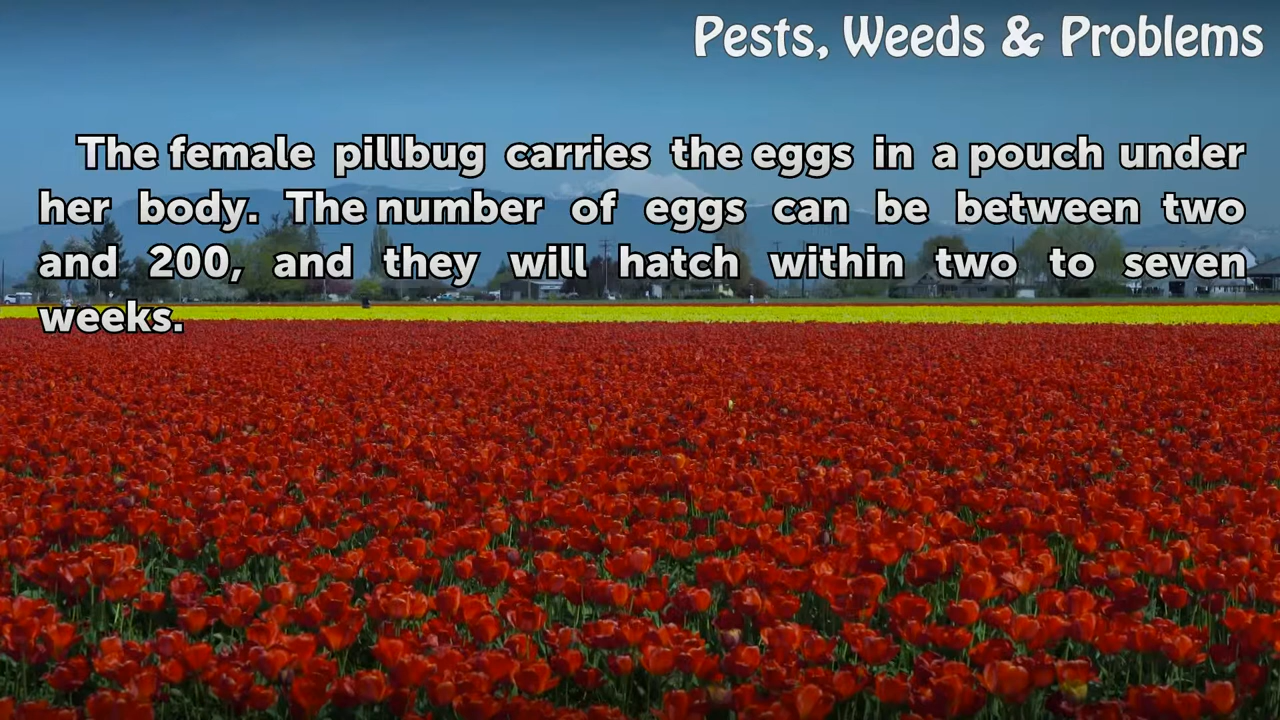 Pests, Weeds & Problems
The female pillbug carries the eggs in a pouch under
her body. The number of eggs can be between two
and 200, and they will hatch within two to seven
weeks.